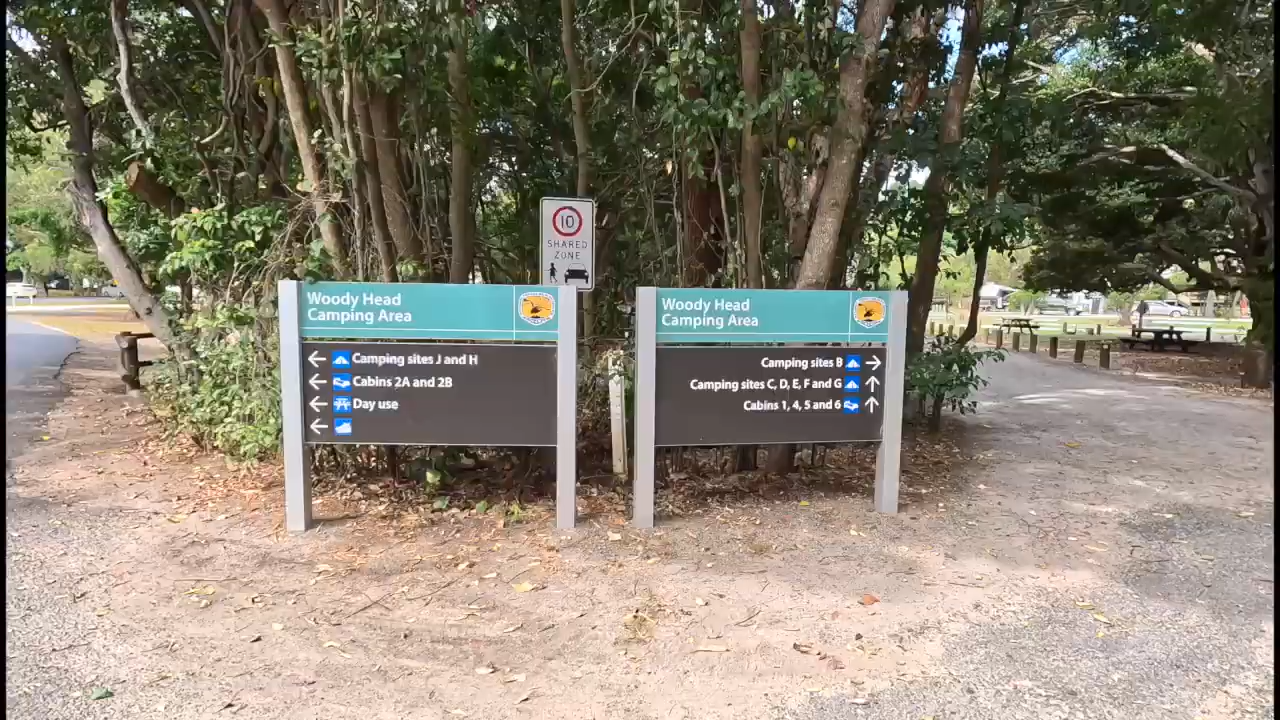 10
SHARED
ZONE
Woody Head
Camping Area
Camping sites J and H
Cabins 2A and 2B
Day use
Woody Head
Camping Area
Camping sites B
Camping sites C, D, E, F and G
Cabins 1, 4, 5 and 6